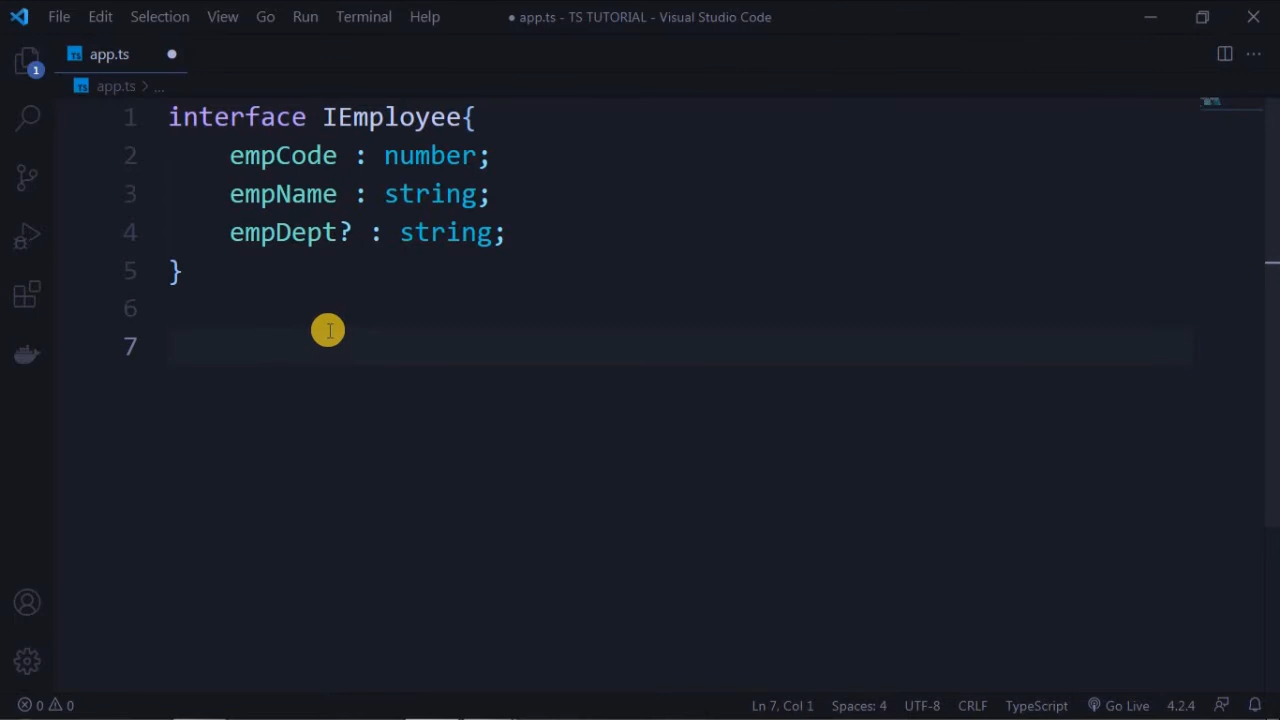 File Edit Selection View Go Run Terminal Help ● app.ts - TS TUTORIAL - Visual Studio Code
TS app.ts ●
1
TS app.ts > ...
1 interface IEmployee{
2 empCode : number;
3 empName : string;
4 empDept? : string;
5 }
6
7
0 0 Ln 7, Col 1 Spaces: 4 UTF-8 CRLF TypeScript Go Live 4.2.4